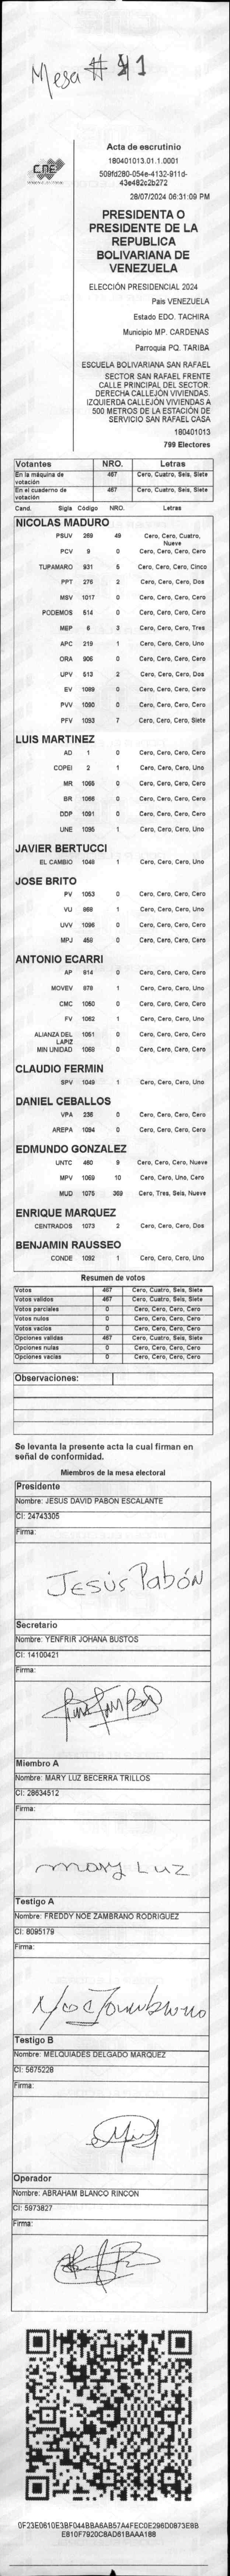 Mesa # 41
Acta de escrutinio
180401013.01.1.0001
509fd280-054e-4132-911d-
43e482c2b272
28/07/2024 06:31:09 PM
CNE
PRESIDENTA O
PRESIDENTE DE LA
REPUBLICA
BOLIVARIANA DE
VENEZUELA
ELECCIÓN PRESIDENCIAL 2024
Pais VENEZUELA
Estado EDO. TACHIRA
Municipio MP. CARDENAS
Parroquia PQ. TARIBA
ESCUELA BOLIVARIANA SAN RAFAEL
SECTOR SAN RAFAEL FRENTE
CALLE PRINCIPAL DEL SECTOR.
DERECHA CALLEJÓN VIVIENDAS.
IZQUIERDA CALLEJÓN VIVIENDAS A
500 METROS DE LA ESTACIÓN DE
SERVICIO SAN RAFAEL CASA
180401013
799 Electores
Votantes NRO. Letras
En la máquina de votación 467 Cero, Cuatro, Seis, Siete
En el cuaderno de votación 467 Cero, Cuatro, Seis, Siete
Cand. Sigla Código NRO. Letras
NICOLAS MADURO
PSUV 269 49 Cero, Cero, Cuatro, Nueve
PCV 9 0 Cero, Cero, Cero, Cero
TUPAMARO 931 5 Cero, Cero, Cero, Cinco
PPT 276 2 Cero, Cero, Cero, Dos
MSV 1017 0 Cero, Cero, Cero, Cero
PODEMOS 514 0 Cero, Cero, Cero, Cero
MEP 6 3 Cero, Cero, Cero, Tres
APC 219 1 Cero, Cero, Cero, Uno
ORA 906 0 Cero, Cero, Cero, Cero
UPV 513 2 Cero, Cero, Cero, Dos
EV 1089 0 Cero, Cero, Cero, Cero
PVV 1090 0 Cero, Cero, Cero, Cero
PFV 1093 7 Cero, Cero, Cero, Siete
LUIS MARTINEZ
AD 1 0 Cero, Cero, Cero, Cero
COPEI 2 1 Cero, Cero, Cero, Uno
MR 1065 0 Cero, Cero, Cero, Cero
BR 1066 0 Cero, Cero, Cero, Cero
DDP 1091 0 Cero, Cero, Cero, Cero
UNE 1095 1 Cero, Cero, Cero, Uno
JAVIER BERTUCCI
EL CAMBIO 1048 1 Cero, Cero, Cero, Uno
JOSE BRITO
PV 1053 0 Cero, Cero, Cero, Cero
VU 868 1 Cero, Cero, Cero, Uno
UVV 1096 0 Cero, Cero, Cero, Cero
MPJ 458 0 Cero, Cero, Cero, Cero
ANTONIO ECARRI
AP 814 0 Cero, Cero, Cero, Cero
MOVEV 878 1 Cero, Cero, Cero, Uno
CMC 1050 0 Cero, Cero, Cero, Cero
FV 1062 1 Cero, Cero, Cero, Uno
ALIANZA DEL LAPIZ 1051 0 Cero, Cero, Cero, Cero
MIN UNIDAD 1068 0 Cero, Cero, Cero, Cero
CLAUDIO FERMIN
SPV 1049 1 Cero, Cero, Cero, Uno
DANIEL CEBALLOS
VPA 236 0 Cero, Cero, Cero, Cero
AREPA 1094 0 Cero, Cero, Cero, Cero
EDMUNDO GONZALEZ
UNTC 460 9 Cero, Cero, Cero, Nueve
MPV 1069 10 Cero, Cero, Uno, Cero
MUD 1075 369 Cero, Tres, Seis, Nueve
ENRIQUE MARQUEZ
CENTRADOS 1073 2 Cero, Cero, Cero, Dos
BENJAMIN RAUSSEO
CONDE 1092 1 Cero, Cero, Cero, Uno
Resumen de votos
Votos 467 Cero, Cuatro, Seis, Siete
Votos validos 467 Cero, Cuatro, Seis, Siete
Votos parciales 0 Cero, Cero, Cero, Cero
Votos nulos 0 Cero, Cero, Cero, Cero
Votos vacios 0 Cero, Cero, Cero, Cero
Opciones validas 467 Cero, Cuatro, Seis, Siete
Opciones nulas 0 Cero, Cero, Cero, Cero
Opciones vacias 0 Cero, Cero, Cero, Cero
Observaciones:
Se levanta la presente acta la cual firman en
señal de conformidad.
Miembros de la mesa electoral
Presidente
Nombre: JESUS DAVID PABON ESCALANTE
CI: 24743305
Firma:
Jesús Pabón
Secretario
Nombre: YENFRIR JOHANA BUSTOS
CI: 14100421
Firma:
Miembro A
Nombre: MARY LUZ BECERRA TRILLOS
CI: 28634512
Firma:
mary Luz
Testigo A
Nombre: FREDDY NOE ZAMBRANO RODRIGUEZ
CI: 8095179
Firma:
Noe Zambrano
Testigo B
Nombre: MELQUIADES DELGADO MARQUEZ
CI: 5675228
Firma:
Operador
Nombre: ABRAHAM BLANCO RINCON
CI: 5973827
Firma:
0F23E0810E3BF044BBA6AB57A4FEC0E296D0873E8B
E810F7920C8AD61BAAA188